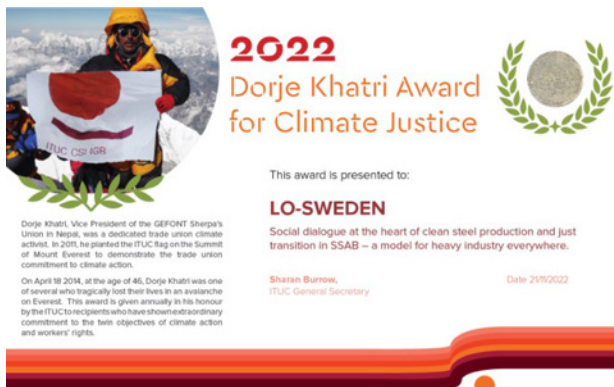 2022
Dorje Khatri Award
for Climate Justice
ITUC CSI IGB
This award is presented to:
LO-SWEDEN
Social dialogue at the heart of clean steel production and just
transition in SSAB – a model for heavy industry everywhere.
Sharan Burrow,
ITUC General Secretary
Date: 21/11/2022
Dorje Khatri, Vice President of the GEFONT Sherpa's
Union in Nepal, was a dedicated trade union climate
activist. In 2011, he planted the ITUC flag on the Summit
of Mount Everest to demonstrate the trade union
commitment to climate action.
On April 18 2014, at the age of 46, Dorje Khatri was one
of several who tragically lost their lives in an avalanche
on Everest. This award is given annually in his honour
by the ITUC to recipients who have shown extraordinary
commitment to the twin objectives of climate action
and workers' rights.